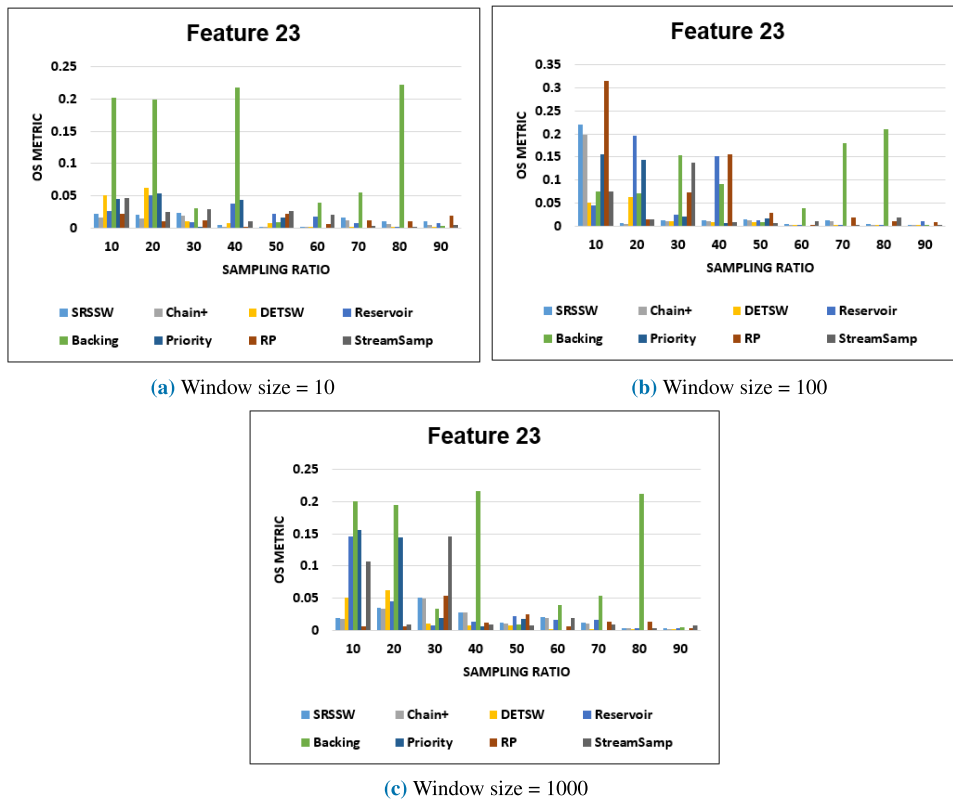 Feature 23
0.25
0.2
0.15
0.1
0.05
0
OS METRIC
10 20 30 40 50 60 70 80 90
SAMPLING RATIO
SRSSW Chain+ DETSW Reservoir
Backing Priority RP StreamSamp
(a) Window size = 10
Feature 23
0.35
0.3
0.25
0.2
0.15
0.1
0.05
0
OS METRIC
10 20 30 40 50 60 70 80 90
SAMPLING RATIO
SRSSW Chain+ DETSW Reservoir
Backing Priority RP StreamSamp
(b) Window size = 100
Feature 23
0.25
0.2
0.15
0.1
0.05
0
OS METRIC
10 20 30 40 50 60 70 80 90
SAMPLING RATIO
SRSSW Chain+ DETSW Reservoir
Backing Priority RP StreamSamp
(c) Window size = 1000